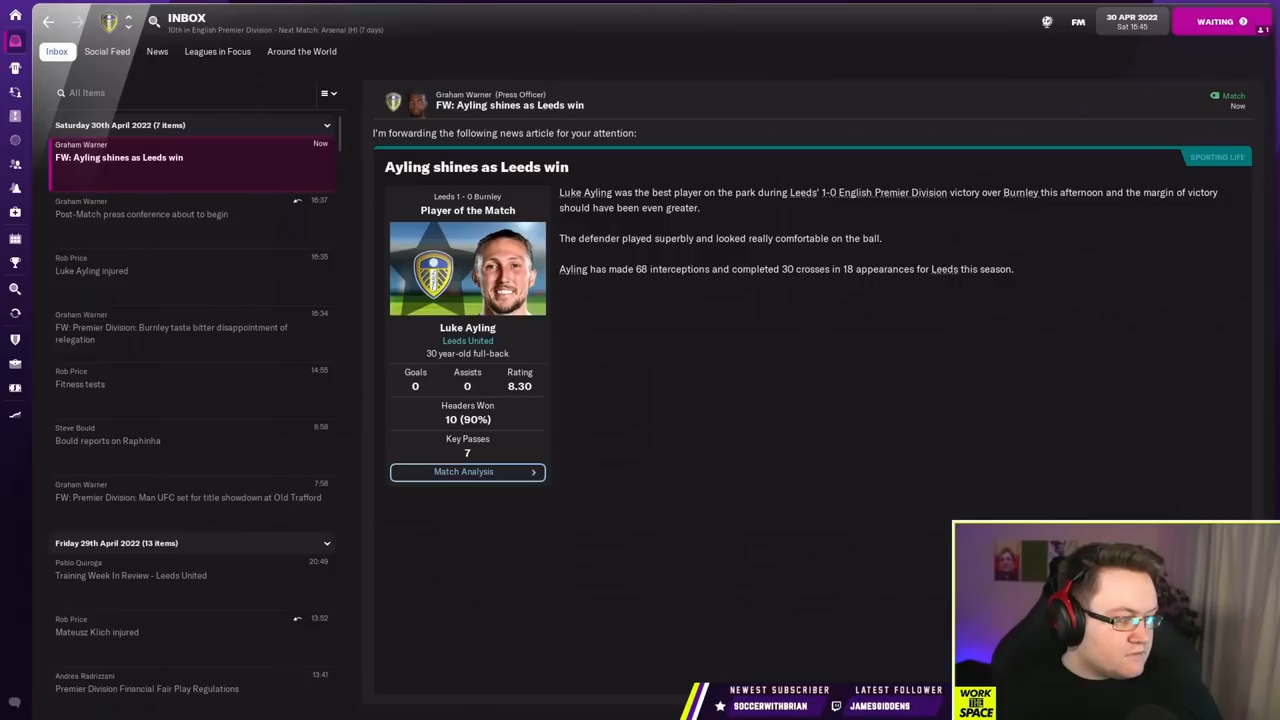 INBOX
10th in English Premier Division - Next Match: Arsenal (H) (7 days)
FM
30 APR 2022
Sat 16:45
WAITING
1
Inbox
Social Feed
News
Leagues in Focus
Around the World
All Items
Saturday 30th April 2022 (7 items)
Graham Warner
Now
FW: Ayling shines as Leeds win
Graham Warner
16:37
Post-Match press conference about to begin
Rob Price
16:35
Luke Ayling injured
Graham Warner
16:34
FW: Premier Division: Burnley taste bitter disappointment of
relegation
Rob Price
14:55
Fitness tests
Steve Bould
8:58
Bould reports on Raphinha
Graham Warner
7:58
FW: Premier Division: Man UFC set for title showdown at Old Trafford
Friday 29th April 2022 (13 items)
Pablo Quiroga
20:49
Training Week In Review - Leeds United
Rob Price
13:52
Mateusz Klich injured
Andrea Radrizzani
13:41
Premier Division Financial Fair Play Regulations
Graham Warner (Press Officer)
FW: Ayling shines as Leeds win
Match
Now
I'm forwarding the following news article for your attention:
Ayling shines as Leeds win
SPORTING LIFE
Leeds 1 - 0 Burnley
Player of the Match
Luke Ayling
Leeds United
30 year-old full-back
Goals
Assists
Rating
0
0
8.30
Headers Won
10 (90%)
Key Passes
7
Match Analysis
Luke Ayling was the best player on the park during Leeds' 1-0 English Premier Division victory over Burnley this afternoon and the margin of victory
should have been even greater.
The defender played superbly and looked really comfortable on the ball.
Ayling has made 68 interceptions and completed 30 crosses in 18 appearances for Leeds this season.
NEWEST SUBSCRIBER
SOCCERWITHBRIAN
LATEST FOLLOWER
JAMESGIDDENS
WORK
THE
SPACE